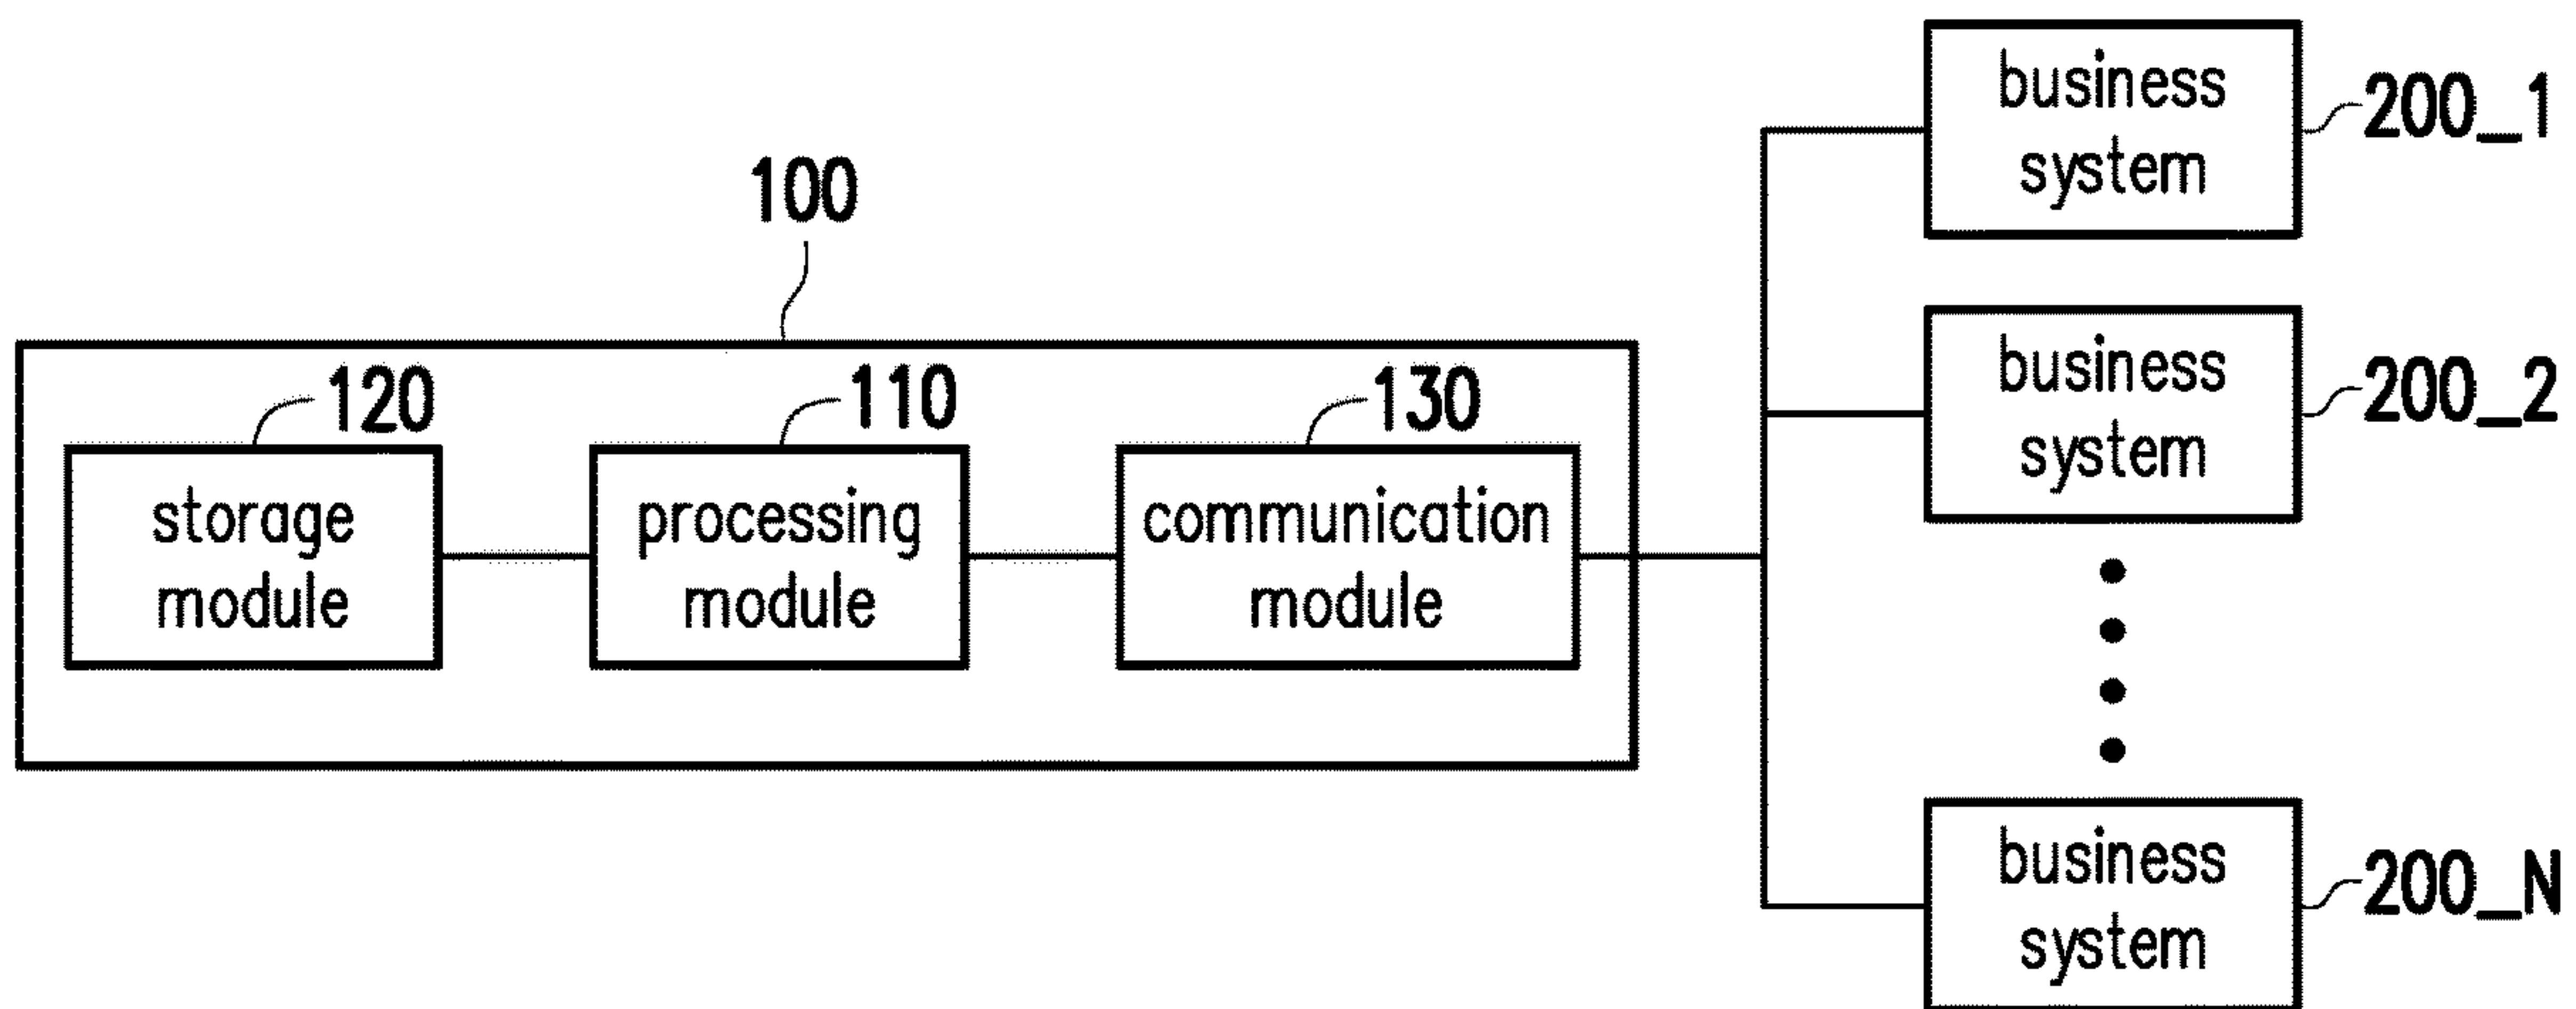 business
system
200_1
100
business
system
200_2
120
110
130
storage
module
processing
module
communication
module
business
system
200_N